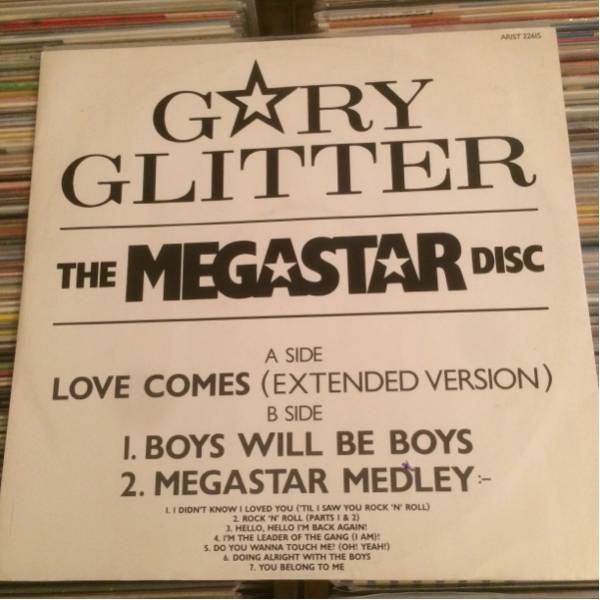 ARIST 22615
G☆RY
GLITTER
THE MEGASTAR DISC
A SIDE
LOVE COMES (EXTENDED VERSION)
B SIDE
1. BOYS WILL BE BOYS
2. MEGASTAR MEDLEY:-
1. I DIDN'T KNOW I LOVED YOU ('TIL I SAW YOU ROCK 'N' ROLL)
2. ROCK 'N' ROLL (PARTS 1 & 2)
3. HELLO, HELLO I'M BACK AGAIN!
4. I'M THE LEADER OF THE GANG (I AM)!
5. DO YOU WANNA TOUCH ME? (OH! YEAH!)
6. DOING ALRIGHT WITH THE BOYS
7. YOU BELONG TO ME